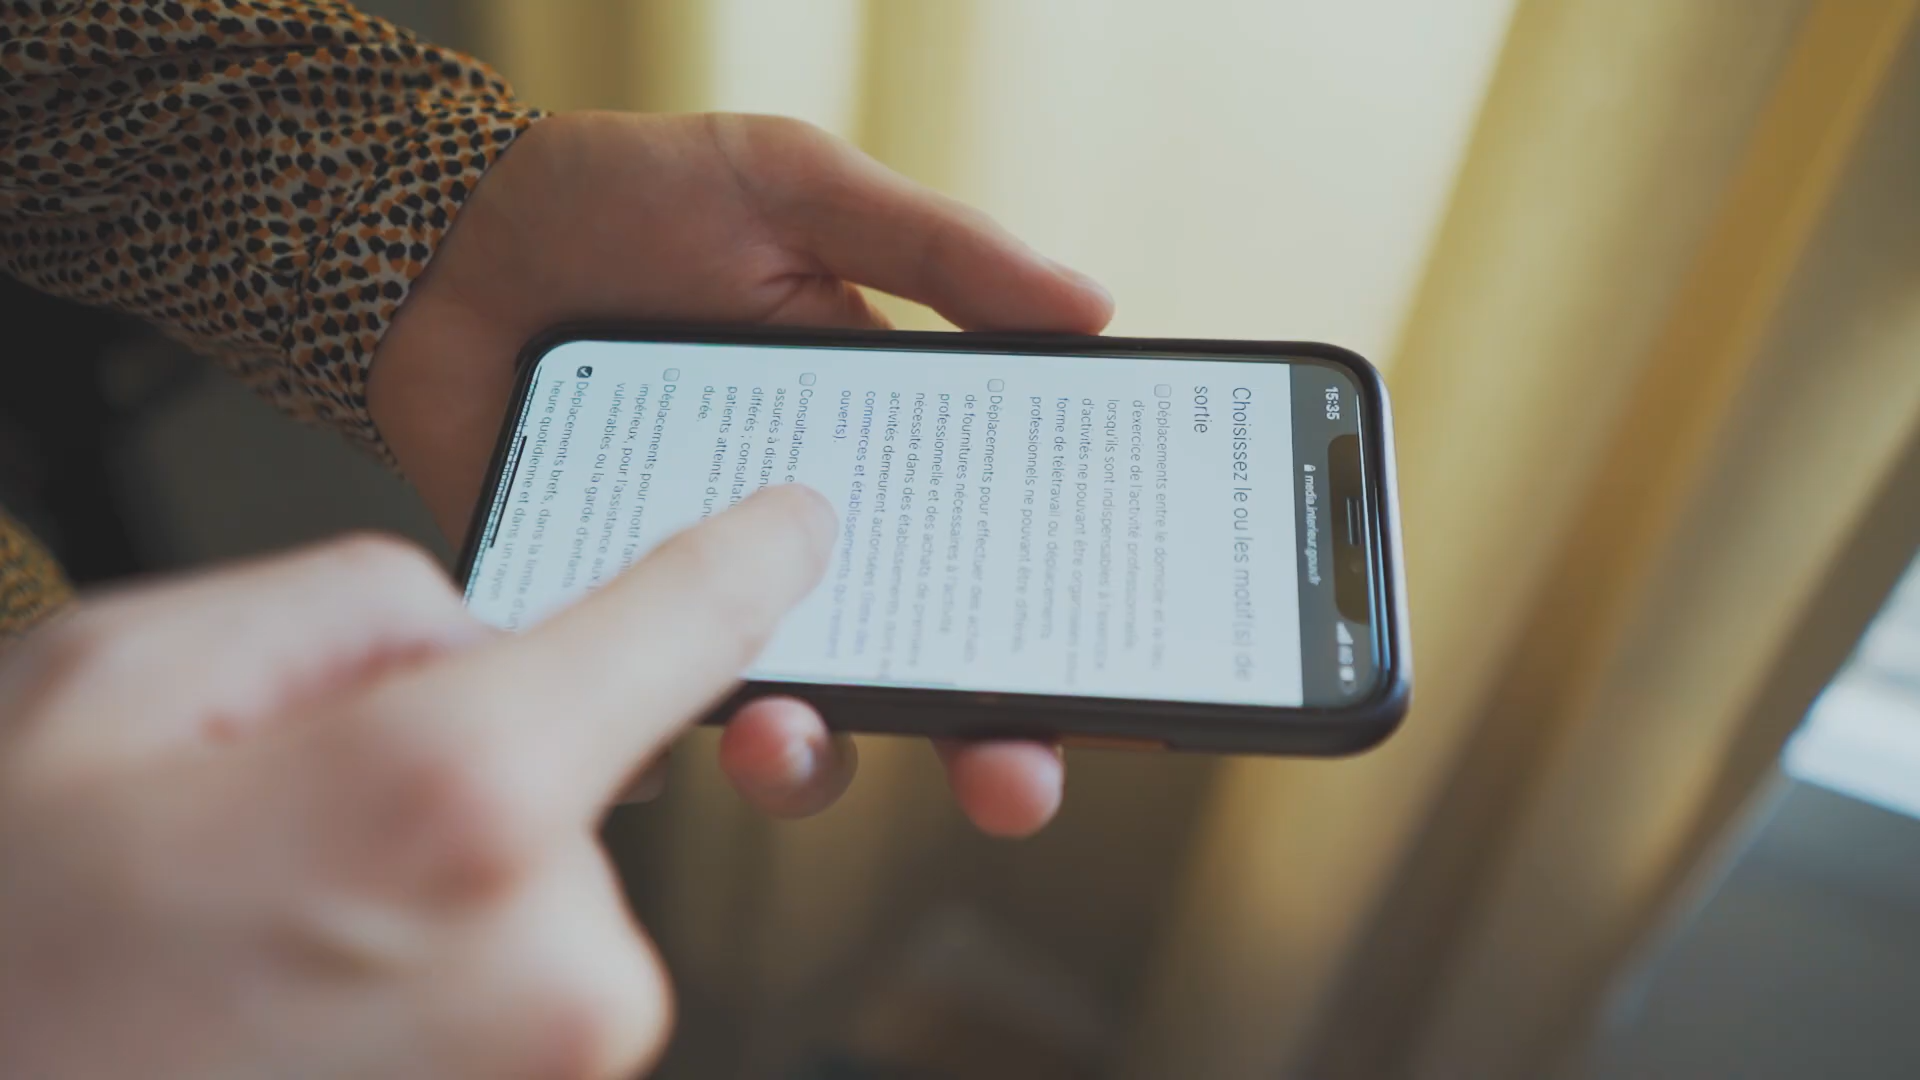 15:35
media.interieur.gouv.fr
4G
Choisissez le ou les motif(s) de
sortie
Déplacements entre le domicile et le lieu
d'exercice de l'activité professionnelle
lorsqu'ils sont indispensables à l'exercice
d'activités ne pouvant être organisées sous
forme de télétravail ou déplacements
professionnels ne pouvant être différés.
Déplacements pour effectuer des achats
de fournitures nécessaires à l'activité
professionnelle et des achats de première
nécessité dans des établissements dont les
activités demeurent autorisées (liste des
commerces et établissements qui restent
ouverts).
Consultations e
assurés à distan
différés ; consultati
patients atteints d'une
durée.
Déplacements pour motif fam
impérieux, pour l'assistance aux
vulnérables ou la garde d'enfants
Déplacements brefs, dans la limite d'une
heure quotidienne et dans un rayon